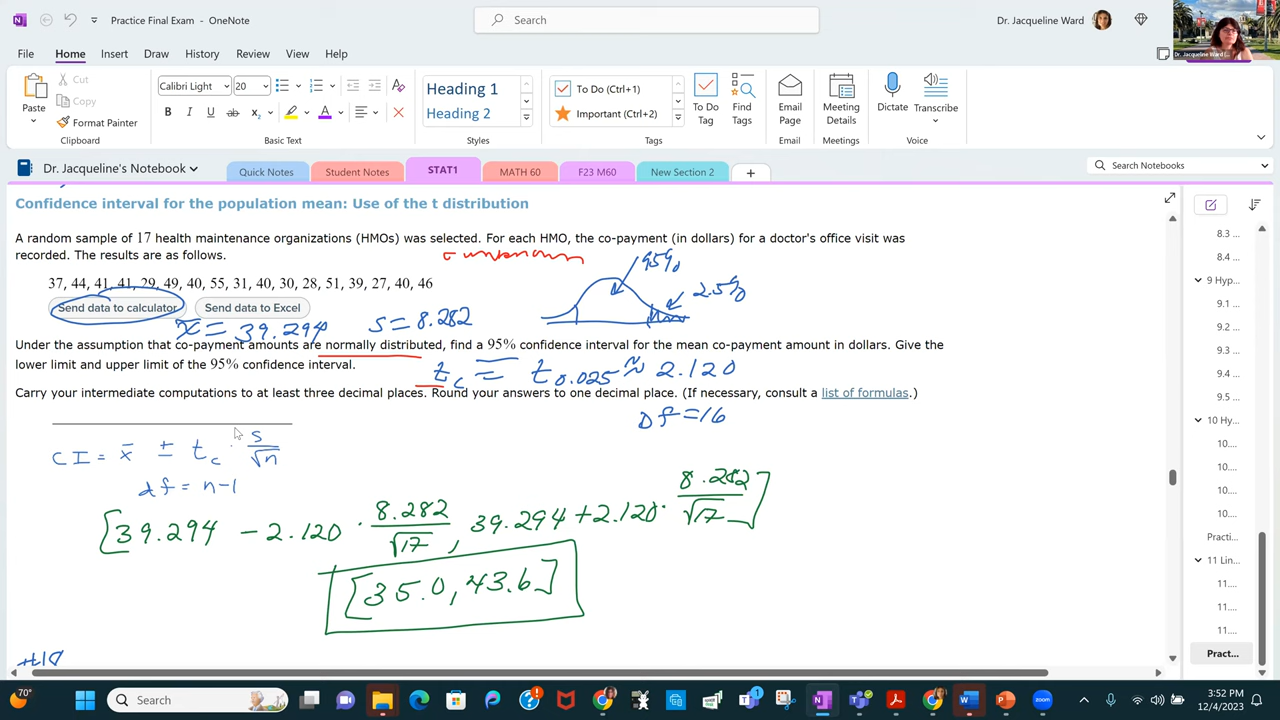 Practice Final Exam - OneNote
Search
Dr. Jacqueline Ward
Dr. Jacqueline Ward
File Home Insert Draw History Review View Help
Paste
Cut
Copy
Format Painter
Clipboard
Calibri Light 20
B I U ab x₂ A
Basic Text
Heading 1
Heading 2
Styles
To Do (Ctrl+1)
Important (Ctrl+2)
To Do Tag
Find Tags
Tags
Email Page
Email
Meeting Details
Meetings
Dictate
Transcribe
Voice
Dr. Jacqueline's Notebook
Quick Notes
Student Notes
STAT1
MATH 60
F23 M60
New Section 2
+
Search Notebooks
Confidence interval for the population mean: Use of the t distribution
A random sample of 17 health maintenance organizations (HMOs) was selected. For each HMO, the co-payment (in dollars) for a doctor's office visit was
recorded. The results are as follows.
σ unknown
95%
2.5%
37, 44, 41, 41, 29, 49, 40, 55, 31, 40, 30, 28, 51, 39, 27, 40, 46
Send data to calculator
Send data to Excel
x̄ = 39.294 s = 8.282
Under the assumption that co-payment amounts are normally distributed, find a 95% confidence interval for the mean co-payment amount in dollars. Give the
lower limit and upper limit of the 95% confidence interval.
t_c = t_0.025 ≈ 2.120
Carry your intermediate computations to at least three decimal places. Round your answers to one decimal place. (If necessary, consult a list of formulas.)
Df = 16
CI = x̄ ± t_c · s/√n
df = n-1
[39.294 - 2.120 · 8.282/√17, 39.294 + 2.120 · 8.282/√17]
[35.0, 43.6]
8.3 ...
8.4 ...
9 Hyp...
9.1 ...
9.2 ...
9.3 ...
9.4 ...
9.5 ...
10 Hy...
10....
10....
10....
10....
Practi...
11 Lin...
11....
11....
11....
Pract...
70°
Search
3:52 PM
12/4/2023